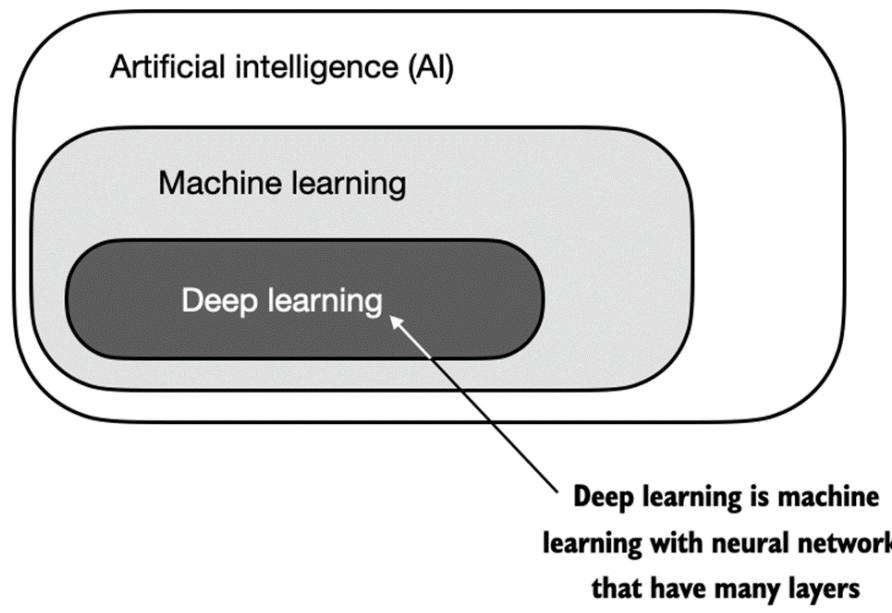 Artificial intelligence (AI)
Machine learning
Deep learning
Deep learning is machine
learning with neural network
that have many layers